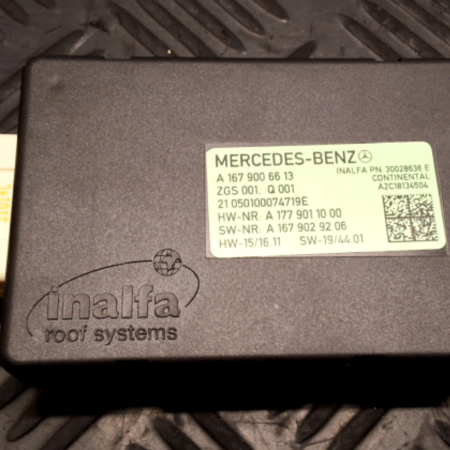 MERCEDES-BENZ
A 167 900 66 13
ZGS 001. Q 001
21 050100074719E
HW-NR: A 177 901 10 00
SW-NR: A 167 902 92 06
HW-15/16 11 SW-19/44.01
INALFA PN: 30028636 E
CONTINENTAL
A2C18134504
inalfa
roof systems